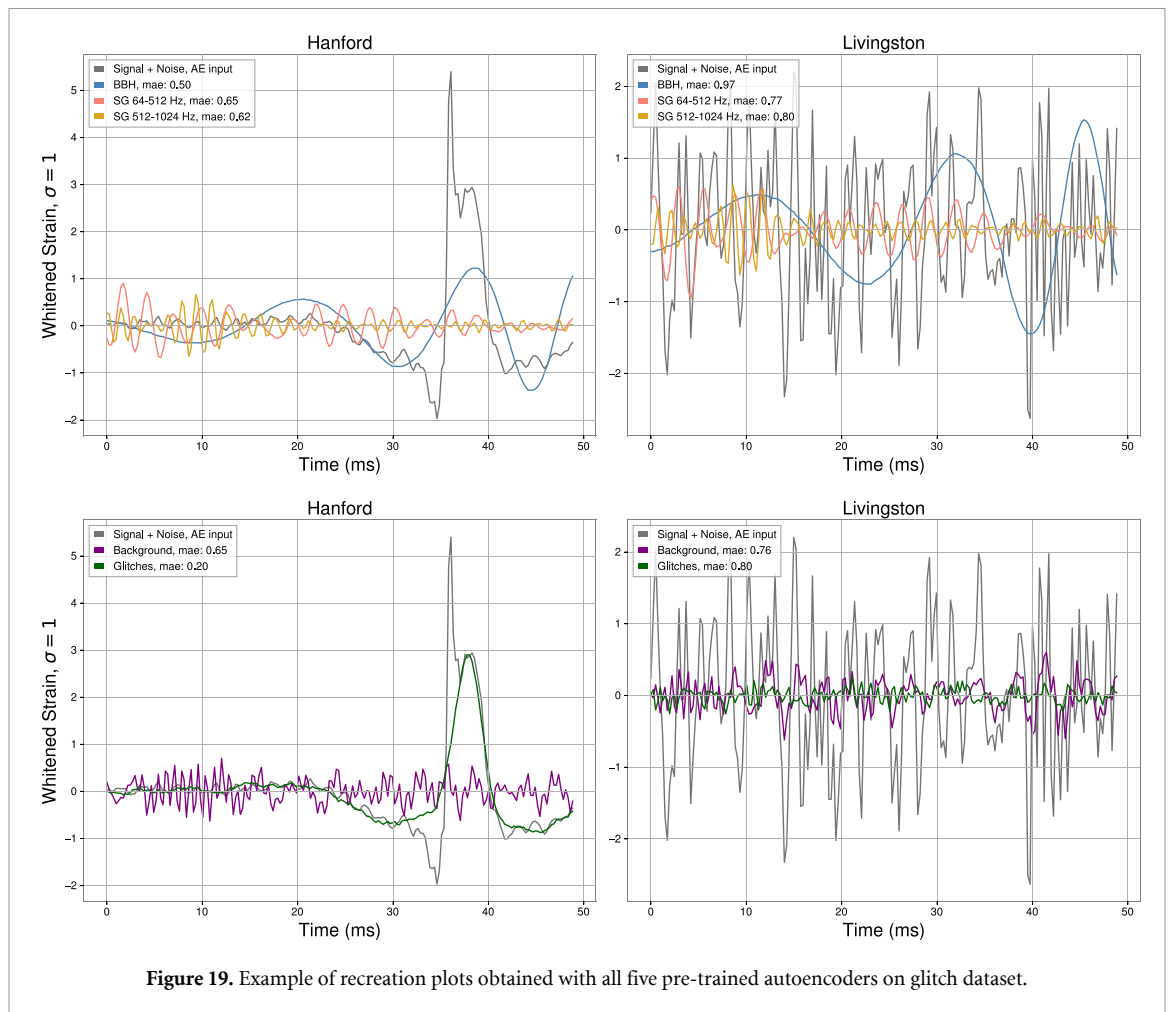 Hanford
Signal + Noise, AE input
BBH, mae: 0.50
SG 64-512 Hz, mae: 0.65
SG 512-1024 Hz, mae: 0.62
Whitened Strain, σ = 1
5
4
3
2
1
0
−1
−2
0 10 20 30 40 50
Time (ms)
Livingston
Signal + Noise, AE input
BBH, mae: 0.97
SG 64-512 Hz, mae: 0.77
SG 512-1024 Hz, mae: 0.80
2
1
0
−1
−2
0 10 20 30 40 50
Time (ms)
Hanford
Signal + Noise, AE input
Background, mae: 0.65
Glitches, mae: 0.20
Whitened Strain, σ = 1
5
4
3
2
1
0
−1
−2
0 10 20 30 40 50
Time (ms)
Livingston
Signal + Noise, AE input
Background, mae: 0.76
Glitches, mae: 0.80
2
1
0
−1
−2
0 10 20 30 40 50
Time (ms)
Figure 19. Example of recreation plots obtained with all five pre-trained autoencoders on glitch dataset.